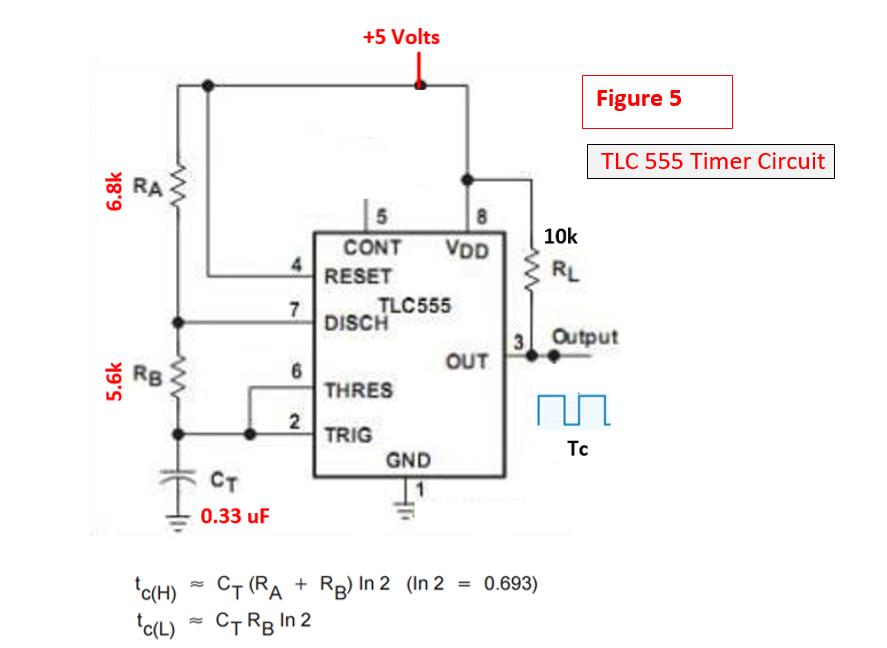 +5 Volts
Figure 5
TLC 555 Timer Circuit
6.8k
RA
5
8
10k
CONT
VDD
RL
4
RESET
TLC555
7
DISCH
3
Output
OUT
5.6k
RB
6
THRES
2
TRIG
GND
Tc
CT
1
0.33 uF
tc(H) ≈ CT (RA + RB) ln 2 (ln 2 = 0.693)
tc(L) ≈ CT RB ln 2